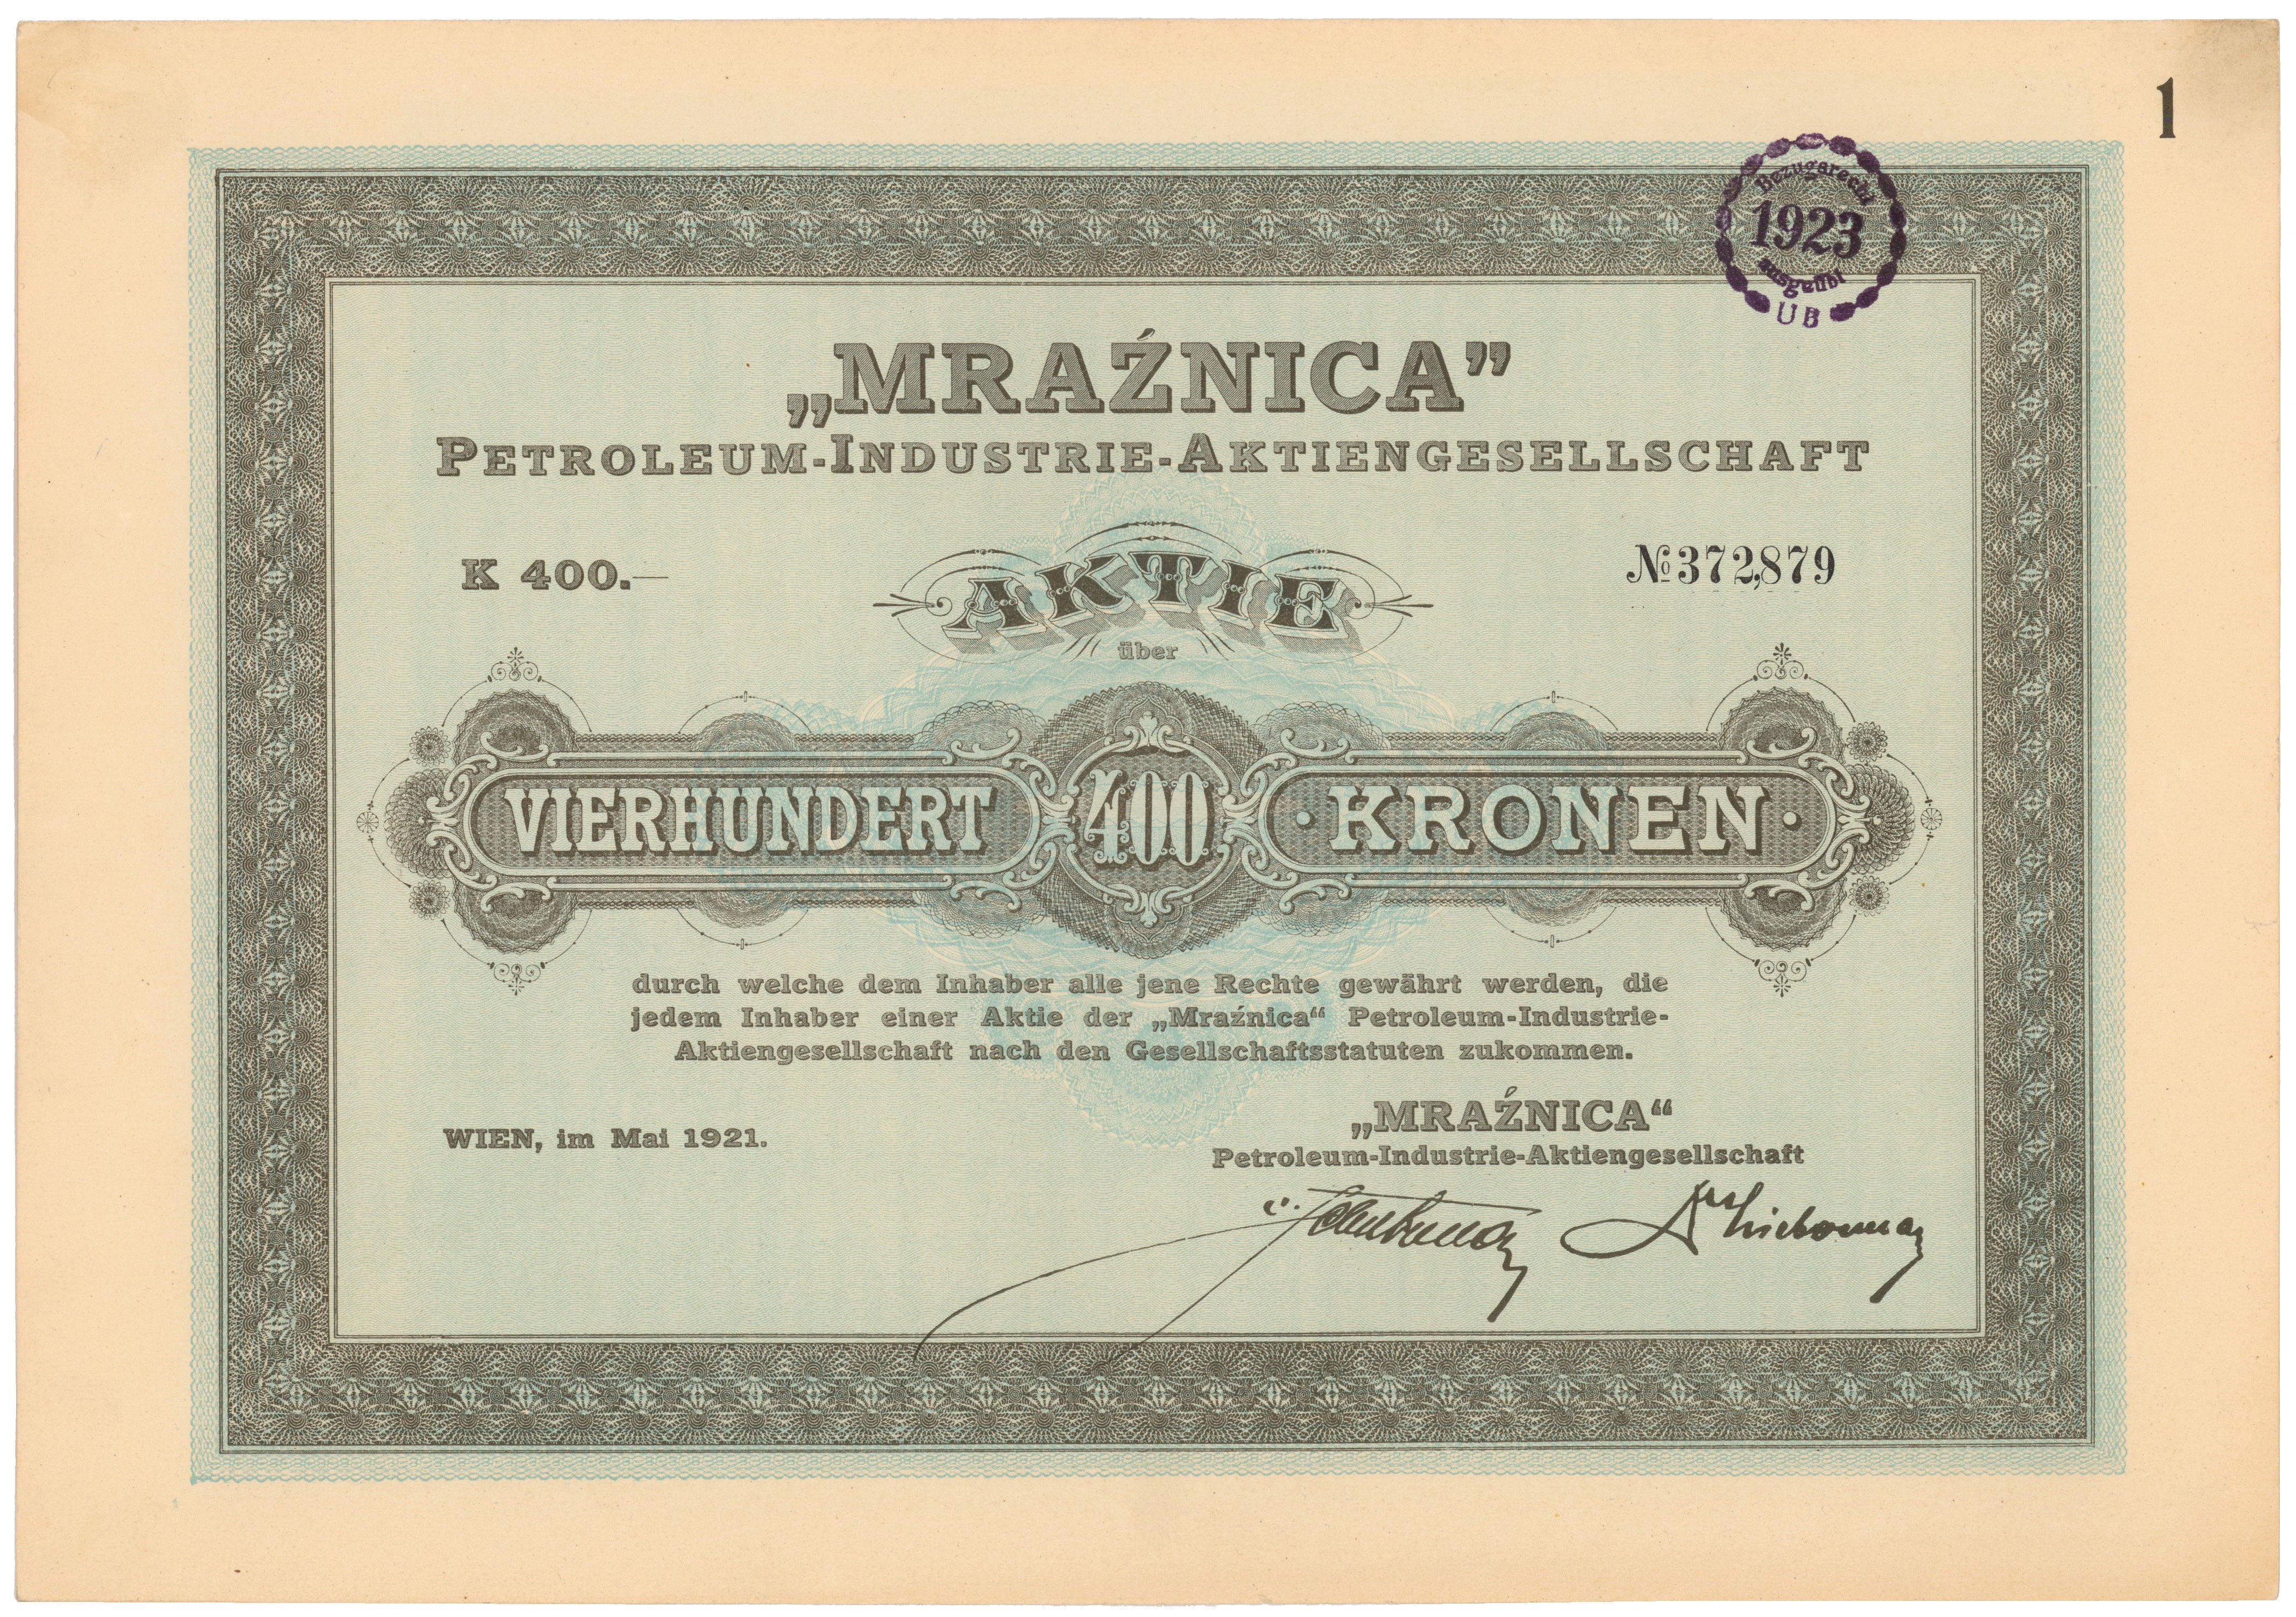 1
Bezugsrecht
1923
ausgeübt
UB
„MRAŹNICA”
PETROLEUM-INDUSTRIE-AKTIENGESELLSCHAFT
K 400.— AKTIE №372,879
über
VIERHUNDERT 400 · KRONEN ·
durch welche dem Inhaber alle jene Rechte gewährt werden, die
jedem Inhaber einer Aktie der „Mraźnica“ Petroleum-Industrie-
Aktiengesellschaft nach den Gesellschaftsstatuten zukommen.
WIEN, im Mai 1921.
„MRAŹNICA“
Petroleum-Industrie-Aktiengesellschaft